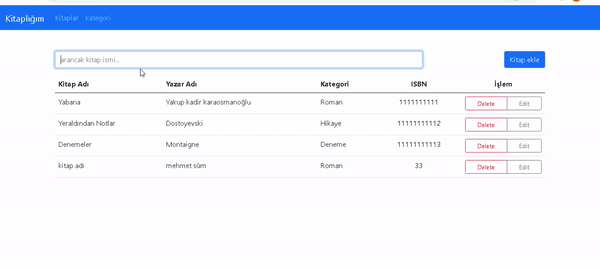 Kitaplığım Kitaplar kategori
arancak kitap ismi... Kitap ekle
Kitap Adı Yazar Adı Kategori ISBN İşlem
Yabana Yakup kadir karaosmanoğlu Roman 1111111111 Delete Edit
Yeraldından Notlar Dostoyevski Hikaye 11111111112 Delete Edit
Denemeler Montaigne Deneme 11111111113 Delete Edit
kitap adı mehmet süm Roman 33 Delete Edit